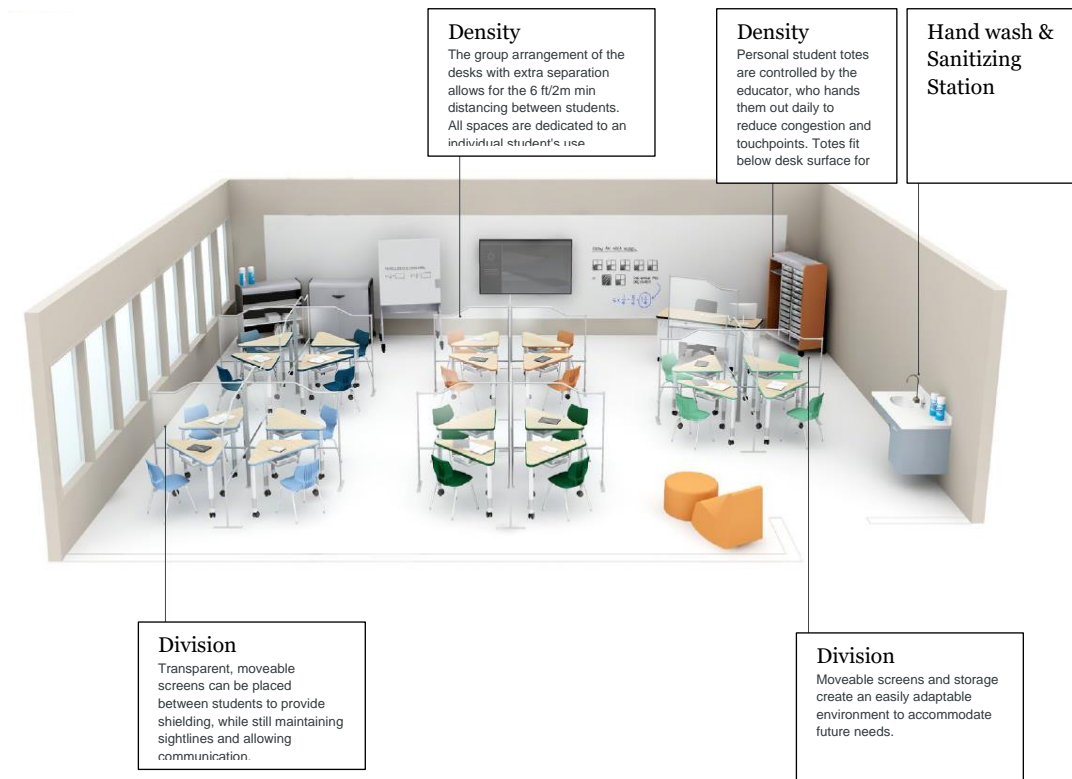 Density
The group arrangement of the
desks with extra separation
allows for the 6 ft/2m min
distancing between students.
All spaces are dedicated to an
individual student's use
Density
Personal student totes
are controlled by the
educator, who hands
them out daily to
reduce congestion and
touchpoints. Totes fit
below desk surface for
Hand wash &
Sanitizing
Station
Division
Transparent, moveable
screens can be placed
between students to provide
shielding, while still maintaining
sightlines and allowing
communication.
Division
Moveable screens and storage
create an easily adaptable
environment to accommodate
future needs.